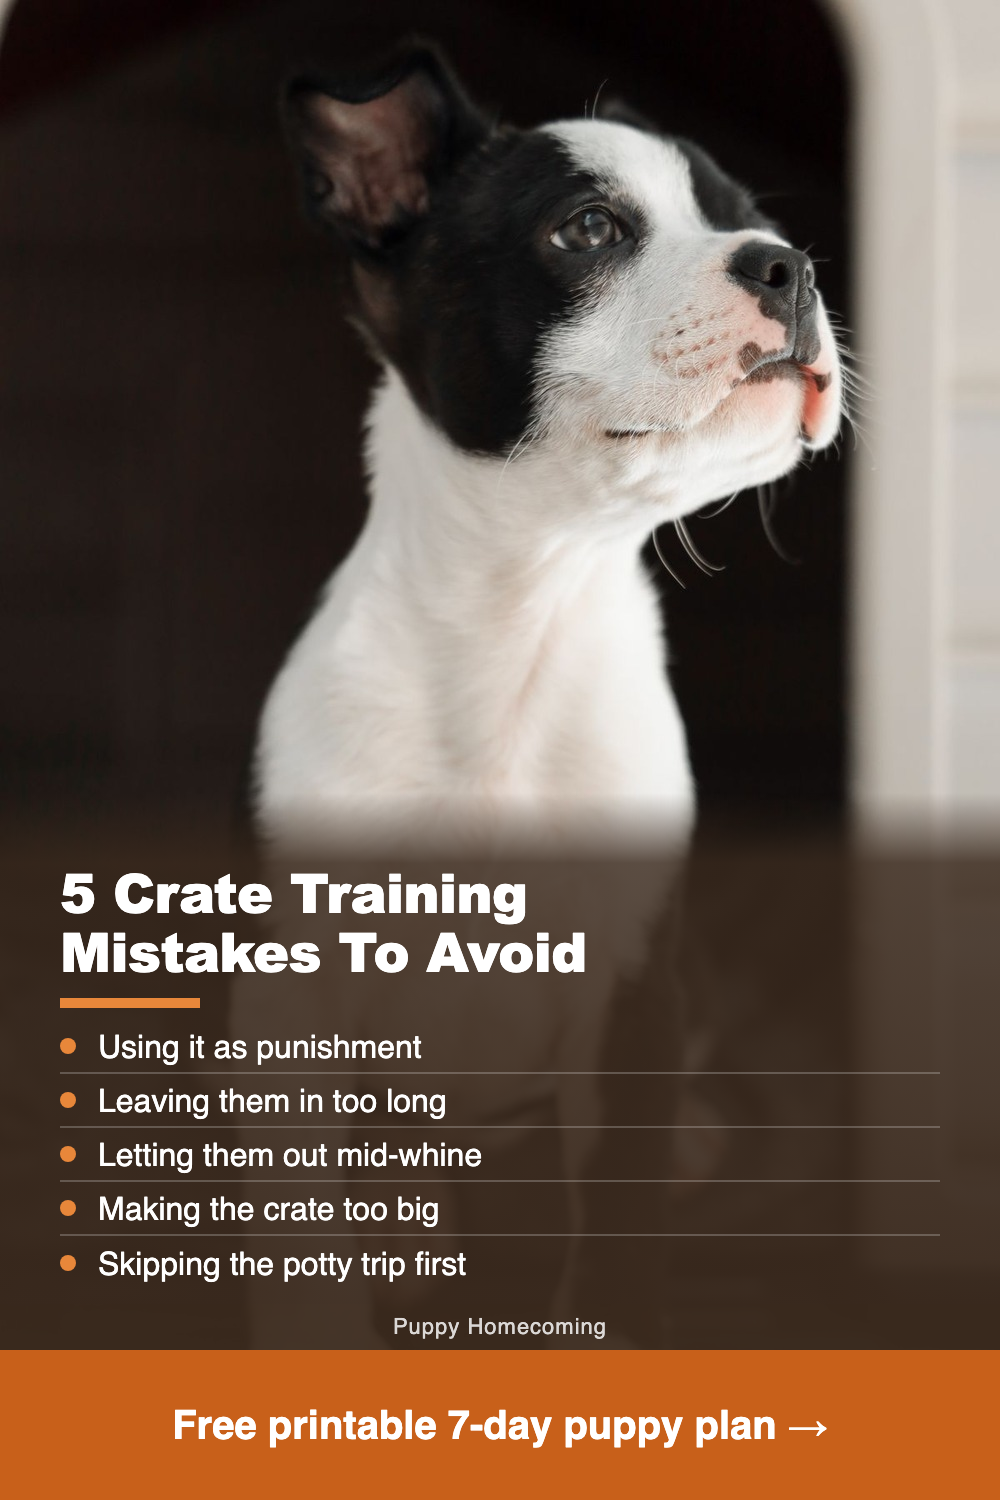 5 Crate Training
Mistakes To Avoid
Using it as punishment
Leaving them in too long
Letting them out mid-whine
Making the crate too big
Skipping the potty trip first
Puppy Homecoming
Free printable 7-day puppy plan →